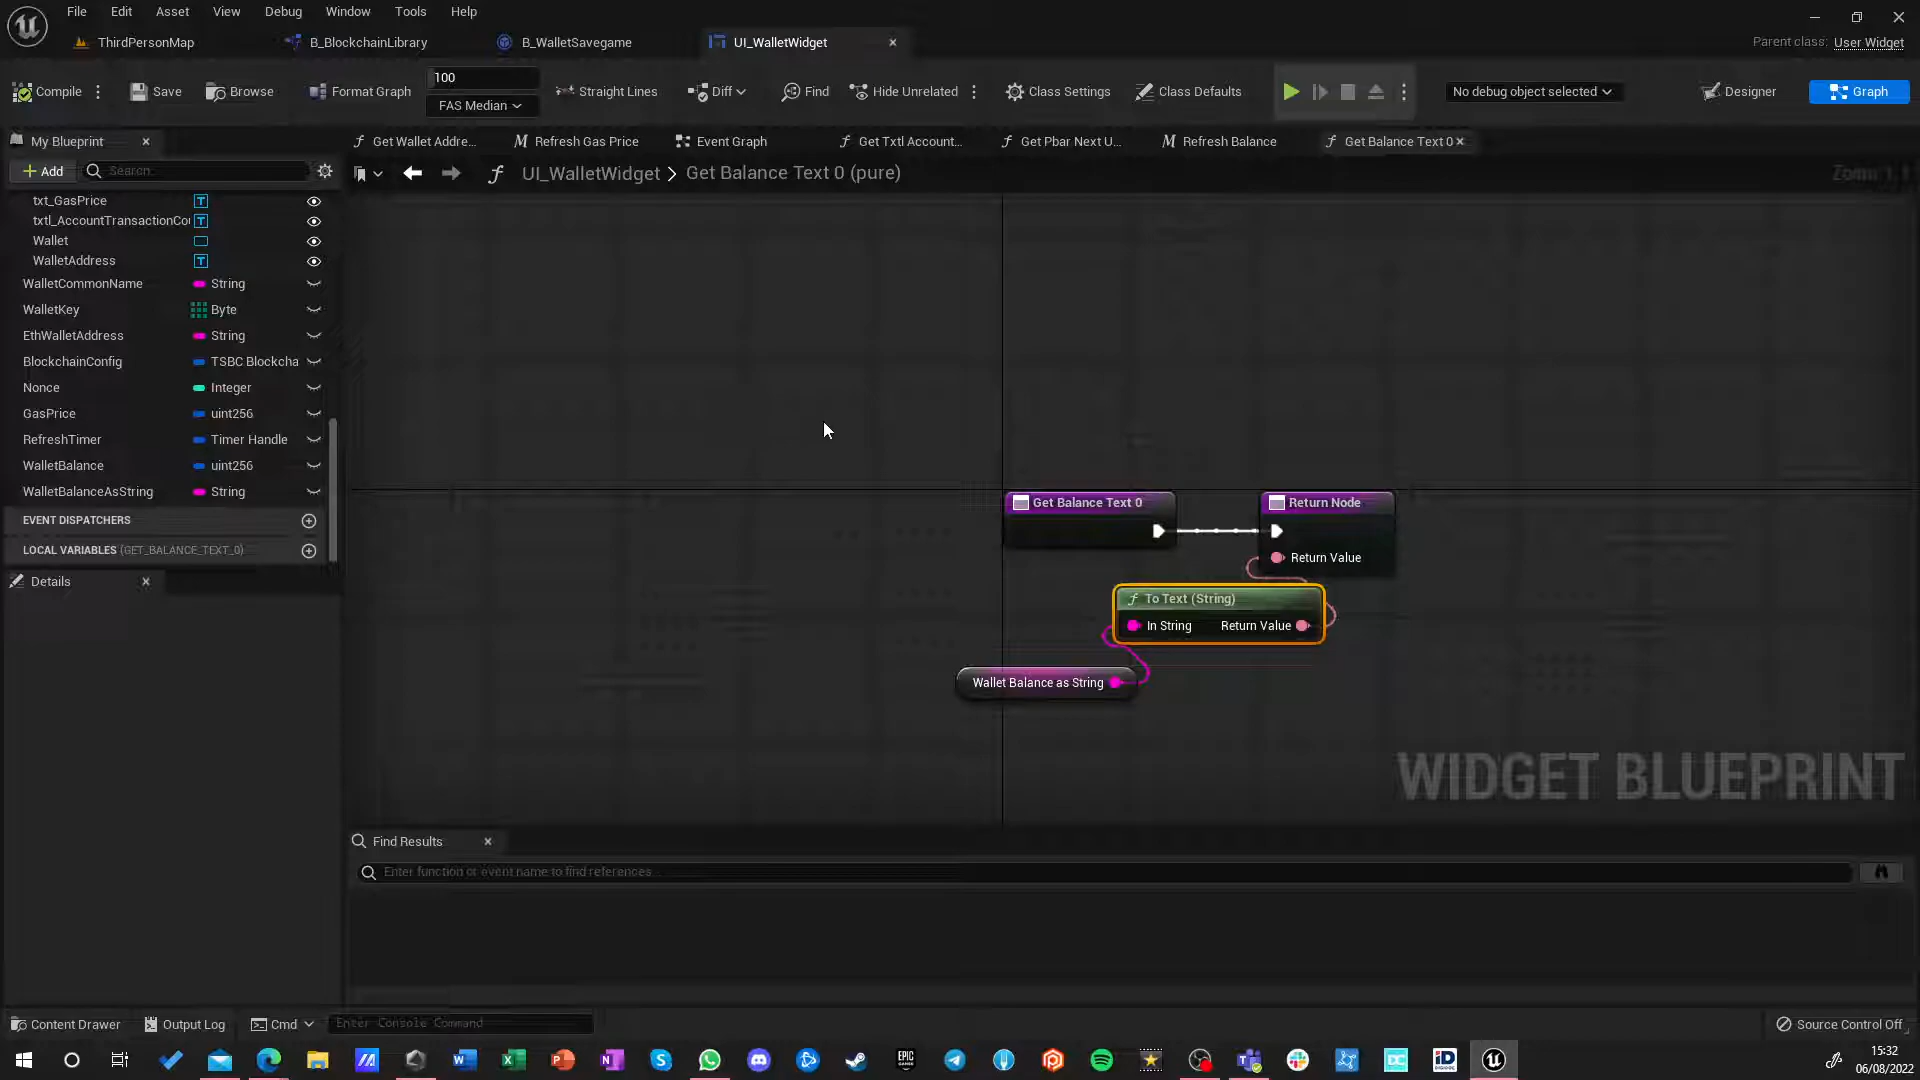 File Edit View Debug Window Tools Help
ThirdPersonMap B_BlockchainLibrary B_WalletSavegame UI_WalletWidget
Parent class: User Widget
Compile Save Browse Format Graph 100 FAS Median Straight Lines Diff Find Hide Unrelated Class Settings Class Defaults No debug object selected Designer Graph
My Blueprint
Get Wallet Addre... Refresh Gas Price Event Graph Get Txtl Account... Get Pbar Next U... Refresh Balance Get Balance Text 0
Add Search
UI_WalletWidget > Get Balance Text 0 (pure)
txt_GasPrice
txtl_AccountTransactionCou
Wallet
WalletAddress
WalletCommonName String
WalletKey Byte
EthWalletAddress String
BlockchainConfig TSBC Blockcha
Nonce Integer
GasPrice uint256
RefreshTimer Timer Handle
WalletBalance uint256
WalletBalanceAsString String
EVENT DISPATCHERS
LOCAL VARIABLES (GET_BALANCE_TEXT_0)
Details
Get Balance Text 0
Return Node
Return Value
To Text (String)
In String Return Value
Wallet Balance as String
WIDGET BLUEPRINT
Find Results
Enter function or event name to find references...
Content Drawer Output Log Cmd Enter Console Command Source Control Off
15:32
06/08/2022